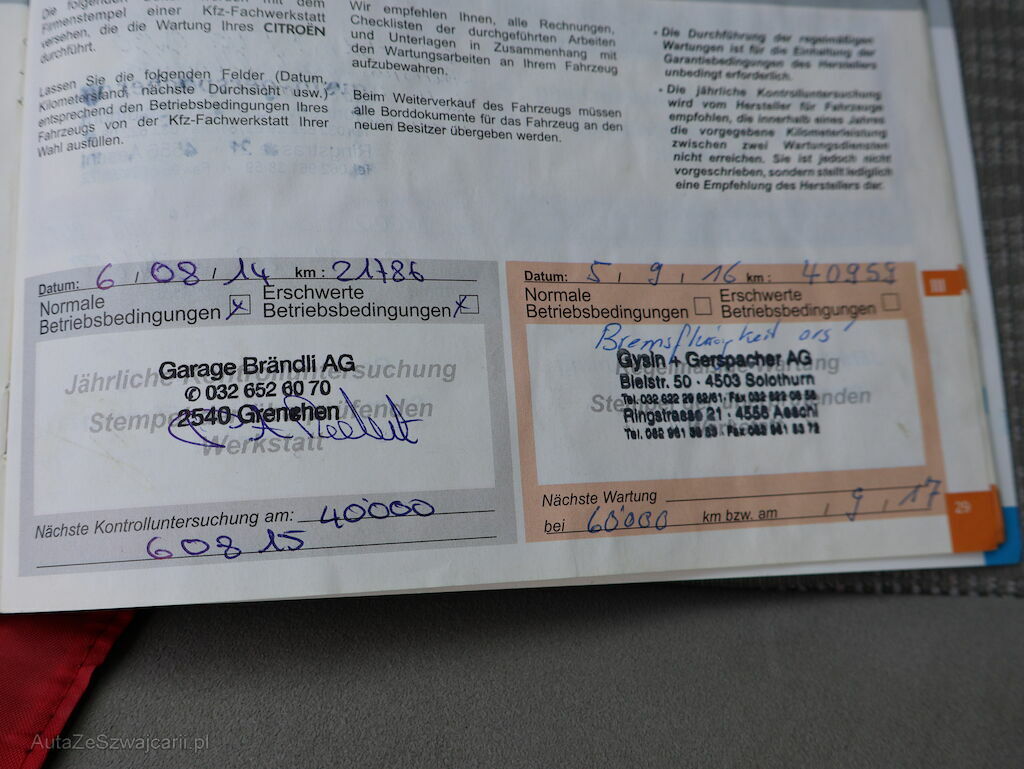 Firmenstempel einer Kfz-Fachwerkstatt
versehen, die die Wartung Ihres CITROËN
durchführt.
Lassen Sie die folgenden Felder (Datum,
Kilometerstand, nächste Durchsicht usw.)
entsprechend den Betriebsbedingungen Ihres
Fahrzeugs von der Kfz-Fachwerkstatt Ihrer
Wahl ausfüllen.
Wir empfehlen Ihnen, alle Rechnungen,
Checklisten der durchgeführten Arbeiten
und Unterlagen in Zusammenhang mit
den Wartungsarbeiten an Ihrem Fahrzeug
aufzubewahren.
Beim Weiterverkauf des Fahrzeugs müssen
alle Borddokumente für das Fahrzeug an den
neuen Besitzer übergeben werden.
• Die Durchführung der regelmäßigen
Wartungen ist für die Einhaltung der
Garantiebedingungen des Herstellers
unbedingt erforderlich.
• Die jährliche Kontrolluntersuchung
wird vom Hersteller für Fahrzeuge
empfohlen, die innerhalb eines Jahres
die vorgegebene Kilometerleistung
zwischen zwei Wartungsdiensten
nicht erreichen. Sie ist jedoch nicht
vorgeschrieben, sondern stellt lediglich
eine Empfehlung des Herstellers dar.
Datum: 6 / 08 / 14 km : 21786
Normale Erschwerte
Betriebsbedingungen x Betriebsbedingungen x
Jährliche Kontrolluntersuchung
Garage Brändli AG
✆ 032 652 60 70
2540 Grenchen
Werkstatt
Nächste Kontrolluntersuchung am: 40'000
60815
Datum: 5 / 9 / 16 km : 40959
Normale Erschwerte
Betriebsbedingungen Betriebsbedingungen
Gysin + Gerspacher AG
Bielstr. 50 · 4503 Solothurn
Ringstrasse 21 · 4556 Aeschi
Nächste Wartung
bei 60'000 km bzw. am / 9 / 17
29
AutaZeSzwajcarii.pl